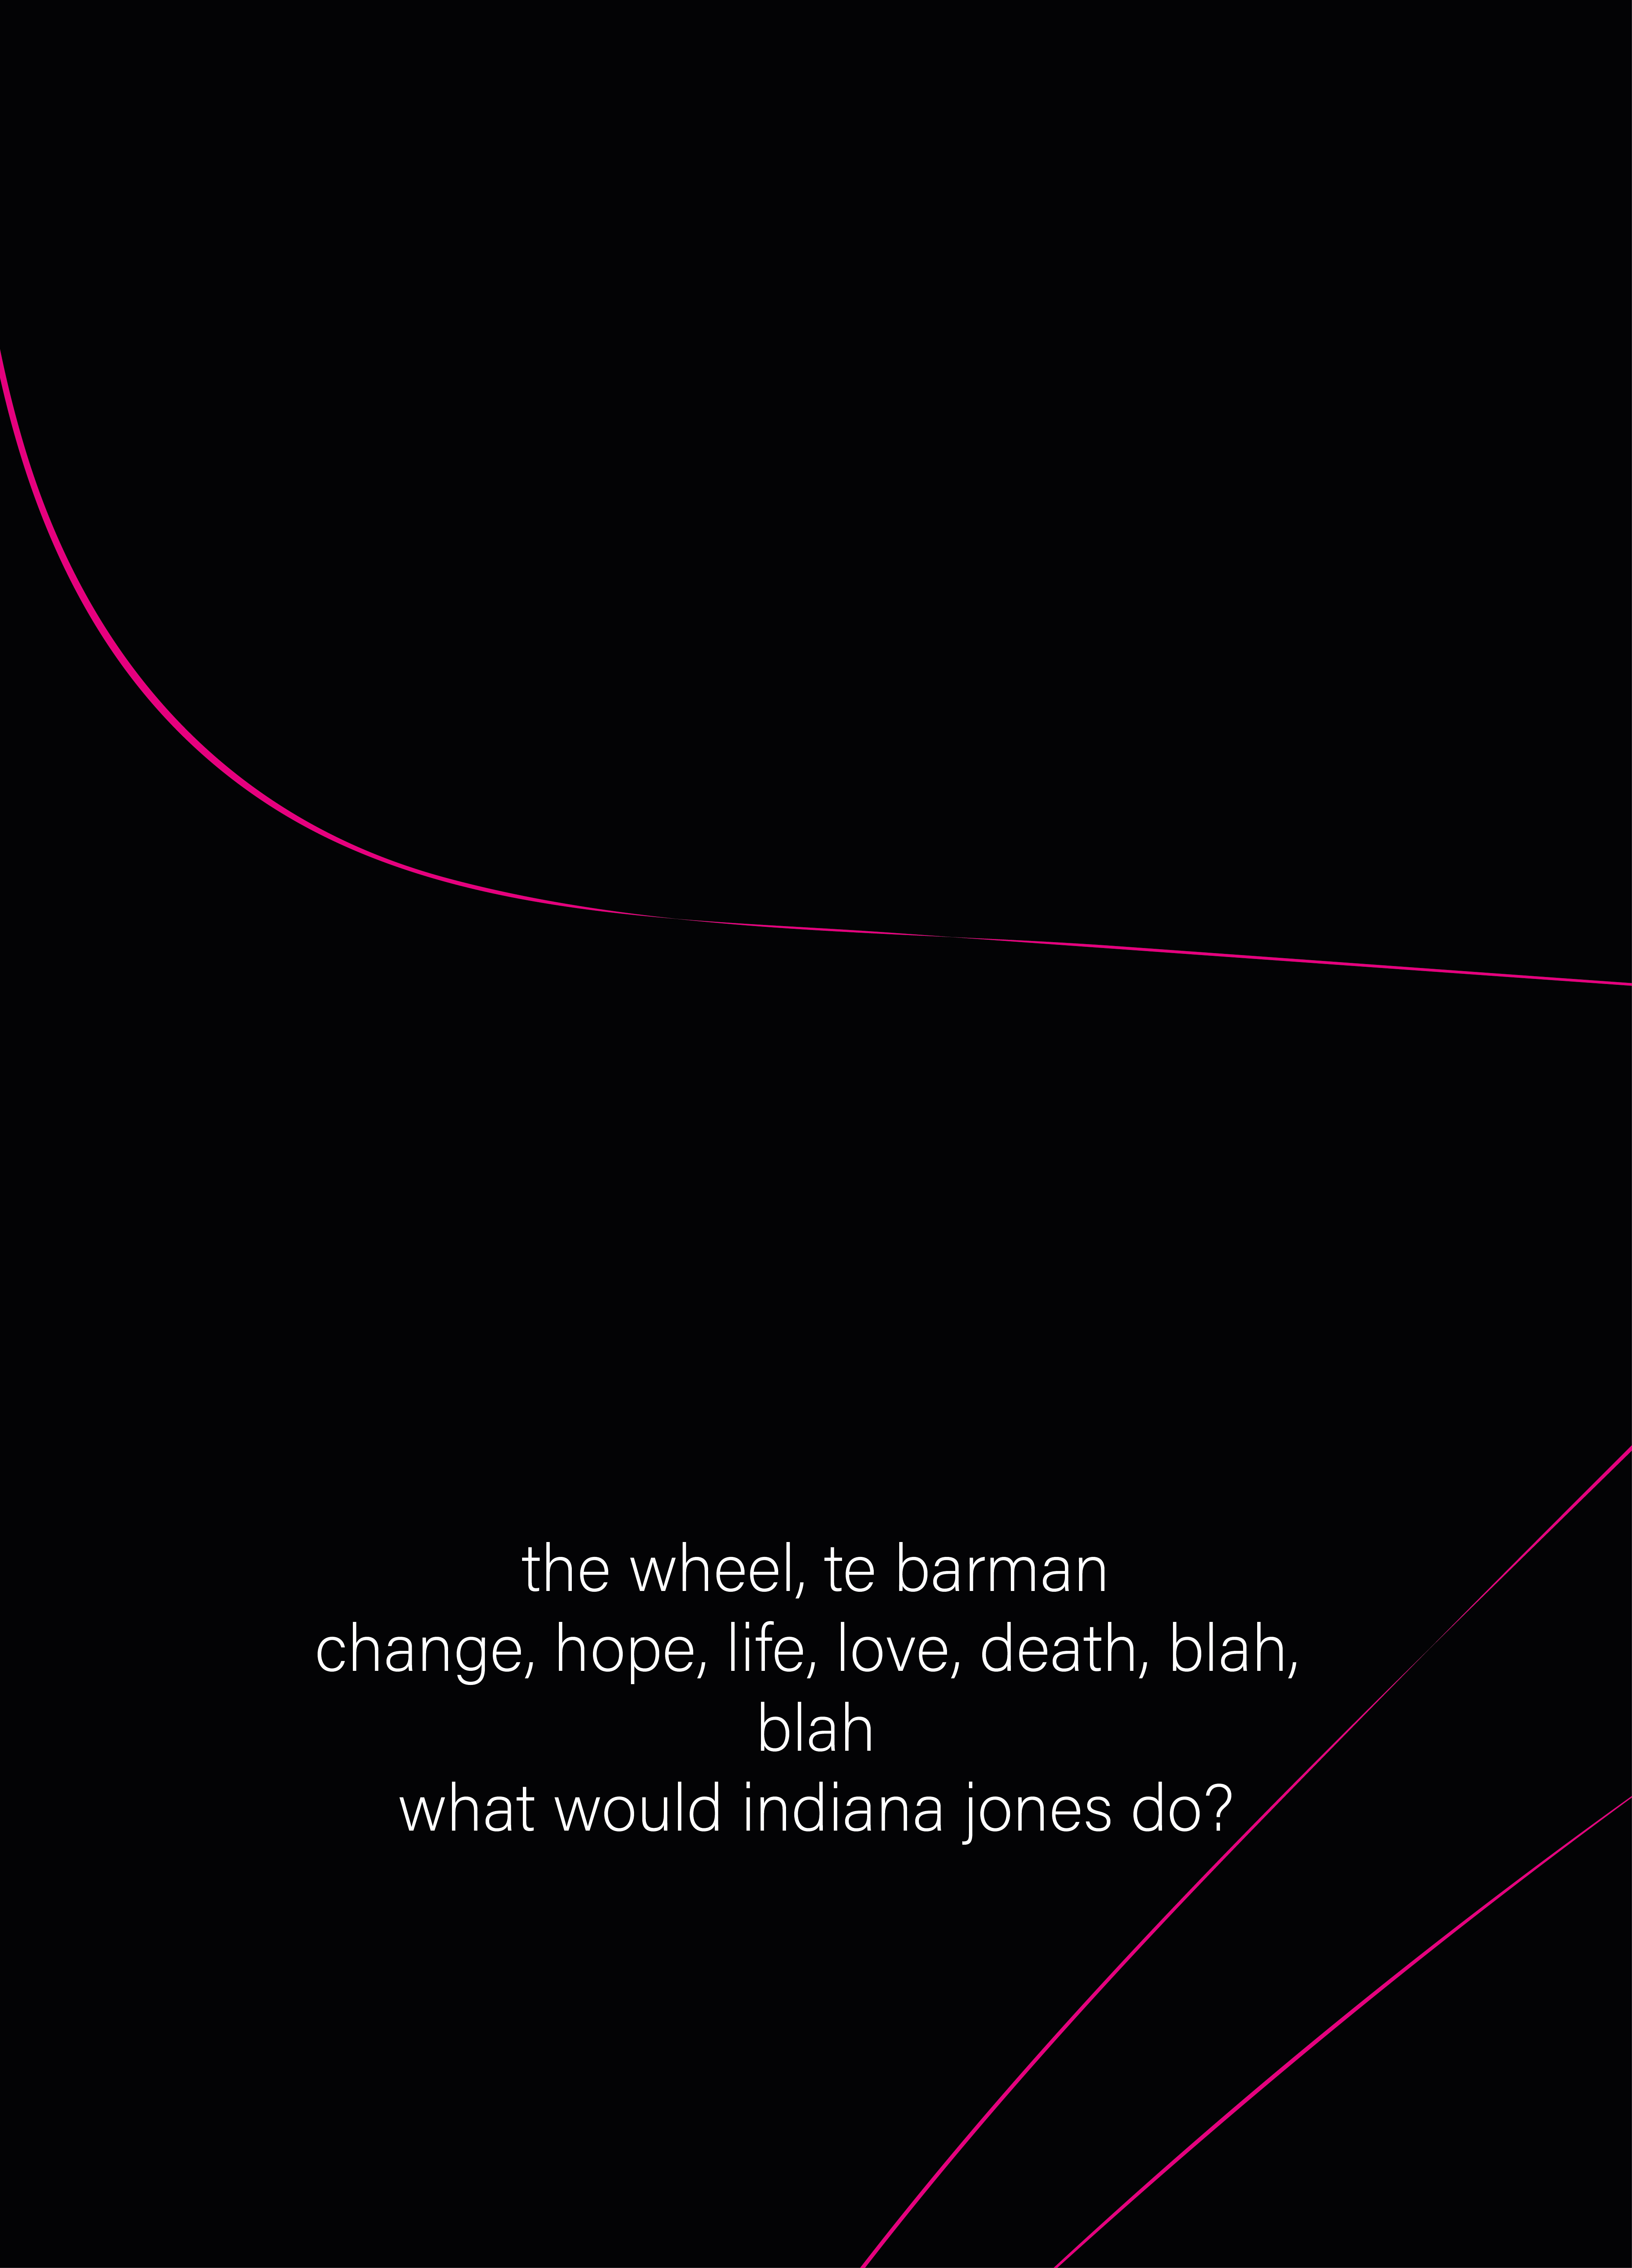 the wheel, te barman
change, hope, life, love, death, blah,
blah
what would indiana jones do?